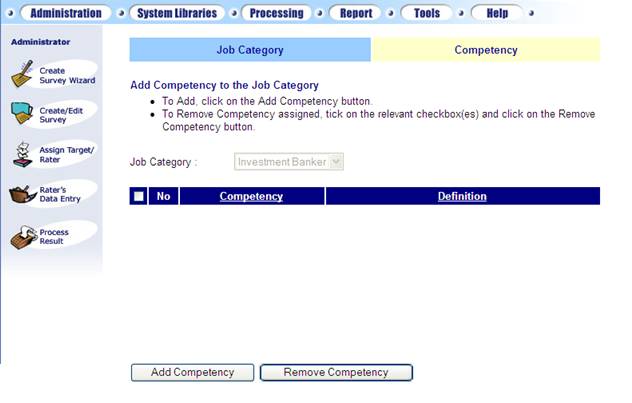 Administration System Libraries Processing Report Tools Help
Administrator
Create
Survey Wizard
Create/Edit
Survey
Assign Target/
Rater
Rater's
Data Entry
Process
Result
Job Category Competency
Add Competency to the Job Category
To Add, click on the Add Competency button.
To Remove Competency assigned, tick on the relevant checkbox(es) and click on the Remove
Competency button.
Job Category : Investment Banker
No Competency Definition
Add Competency Remove Competency